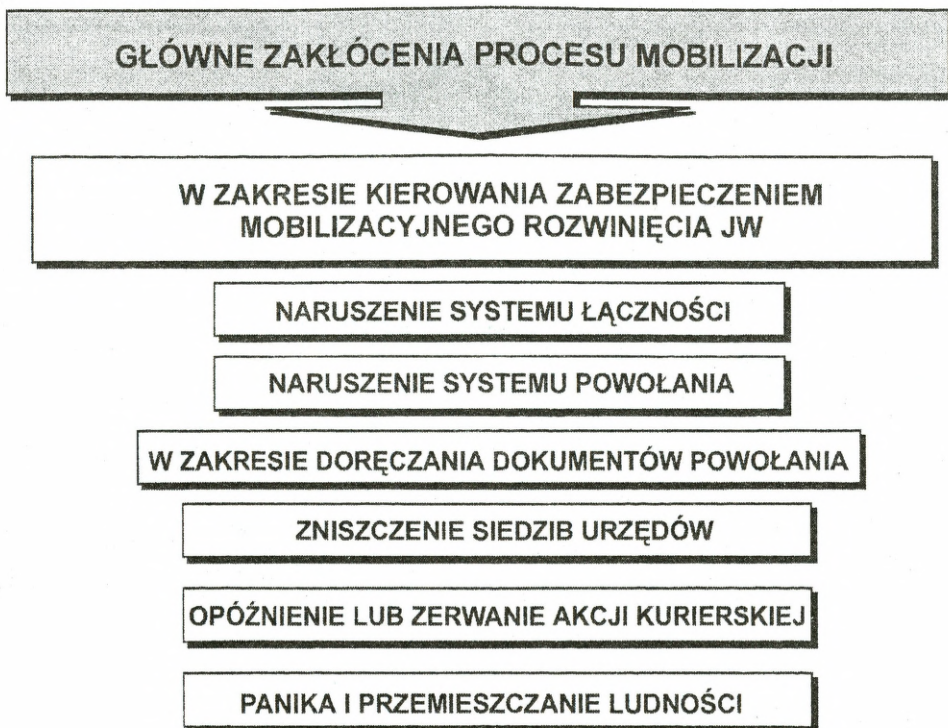 GŁÓWNE ZAKŁÓCENIA PROCESU MOBILIZACJI
W ZAKRESIE KIEROWANIA ZABEZPIECZENIEM
MOBILIZACYJNEGO ROZWINIĘCIA JW
NARUSZENIE SYSTEMU ŁĄCZNOŚCI
NARUSZENIE SYSTEMU POWOŁANIA
W ZAKRESIE DORĘCZANIA DOKUMENTÓW POWOŁANIA
ZNISZCZENIE SIEDZIB URZĘDÓW
OPÓŹNIENIE LUB ZERWANIE AKCJI KURIERSKIEJ
PANIKA I PRZEMIESZCZANIE LUDNOŚCI